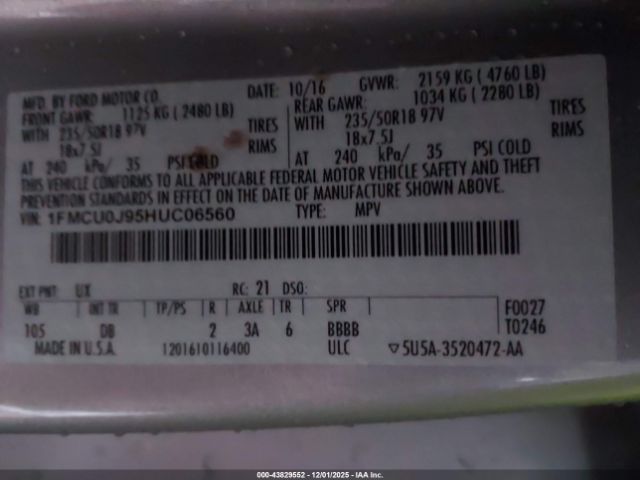 MFD. BY FORD MOTOR CO.
DATE: 10/16 GVWR: 2159 KG ( 4760 LB)
FRONT GAWR: 1125 KG ( 2480 LB) REAR GAWR: 1034 KG ( 2280 LB)
WITH 235/50R18 97V TIRES WITH 235/50R18 97V TIRES
18x7.5J RIMS 18x7.5J RIMS
AT 240 kPa/ 35 PSI COLD AT 240 kPa/ 35 PSI COLD
THIS VEHICLE CONFORMS TO ALL APPLICABLE FEDERAL MOTOR VEHICLE SAFETY AND THEFT
PREVENTION STANDARDS IN EFFECT ON THE DATE OF MANUFACTURE SHOWN ABOVE.
VIN: 1FMCU0J95HUC06560 TYPE: MPV
EXT PNT: UX RC: 21 DSO:
WB INT TR TP/PS R AXLE TR SPR F0027
105 DB 2 3A 6 BBBB T0246
MADE IN U.S.A. 1201610116400 ULC ▽5U5A-3520472-AA
000-43829552 - 12/01/2025 - IAA Inc.